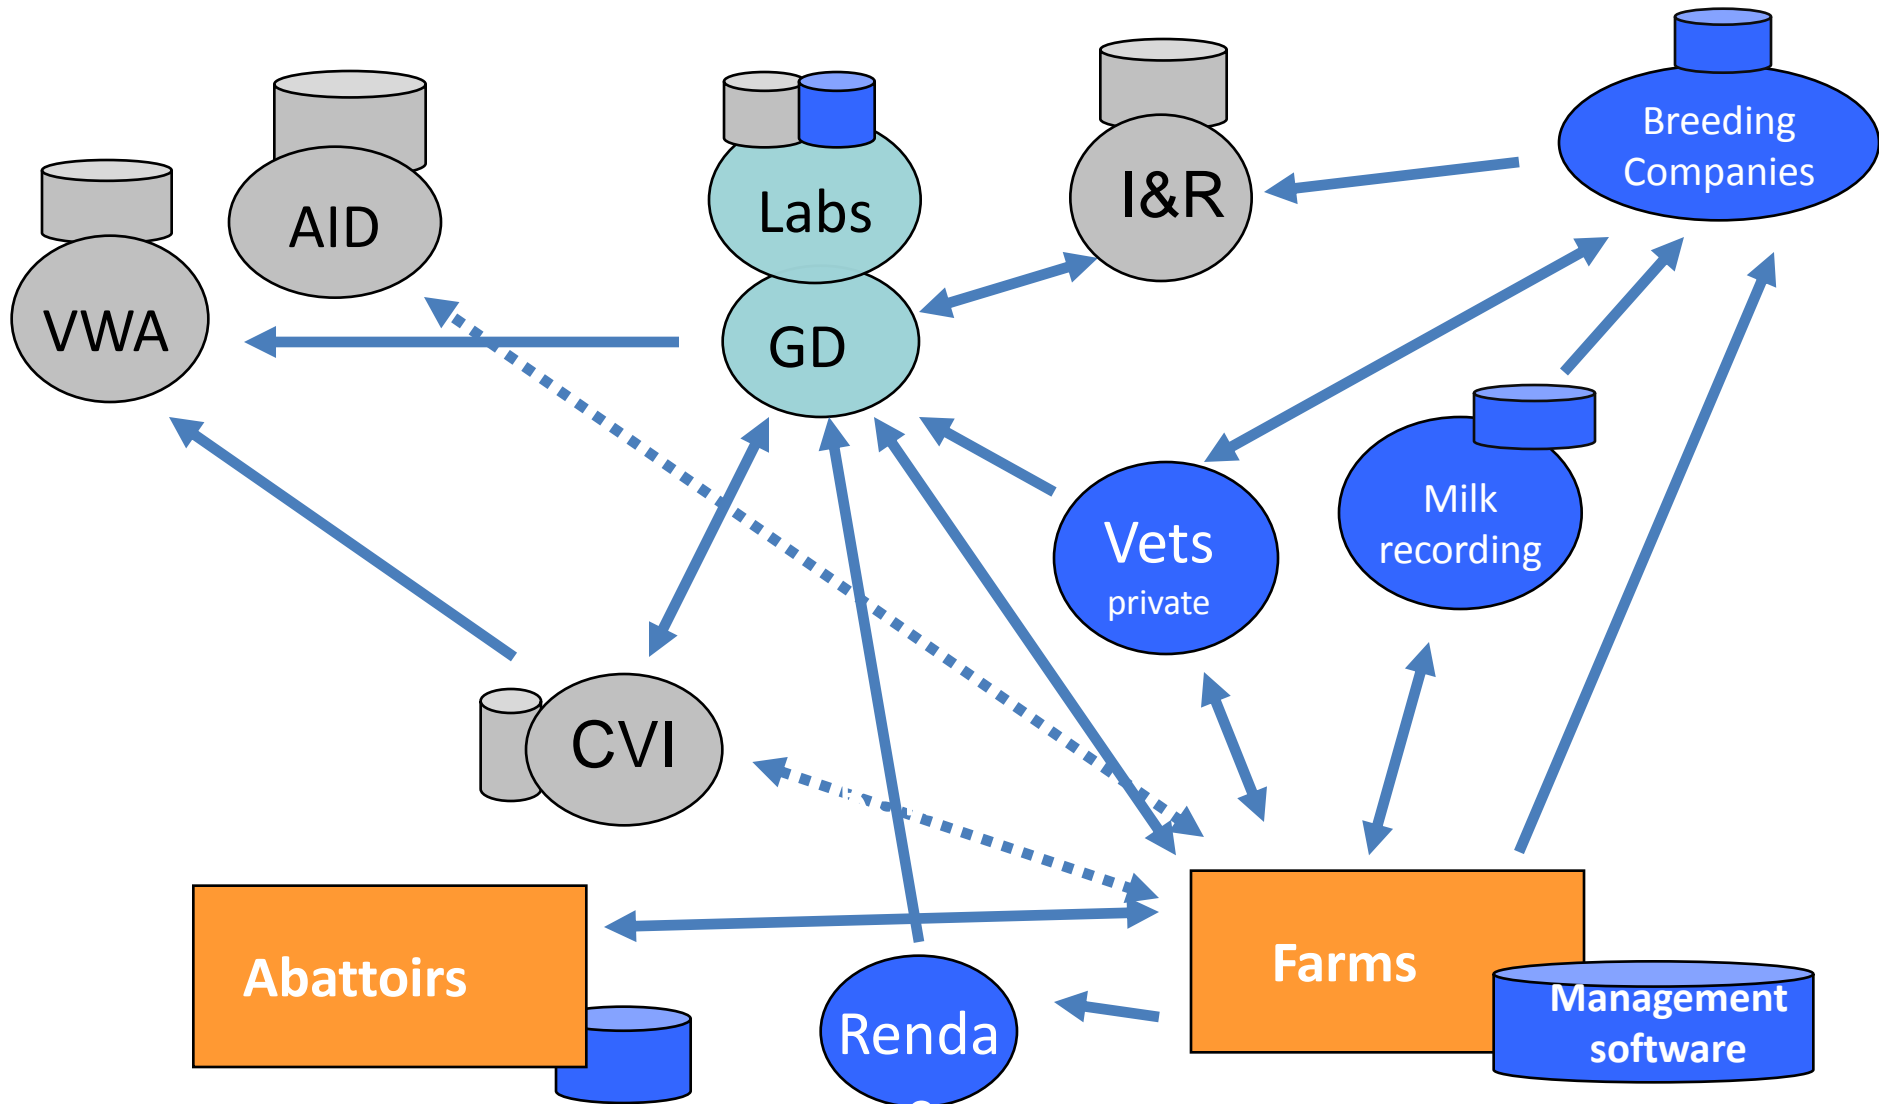 Breeding
Companies
I&R
Labs
AID
VWA
GD
Milk
recording
Vets
private
CVI
Farms
Abattoirs
Management
software
Renda